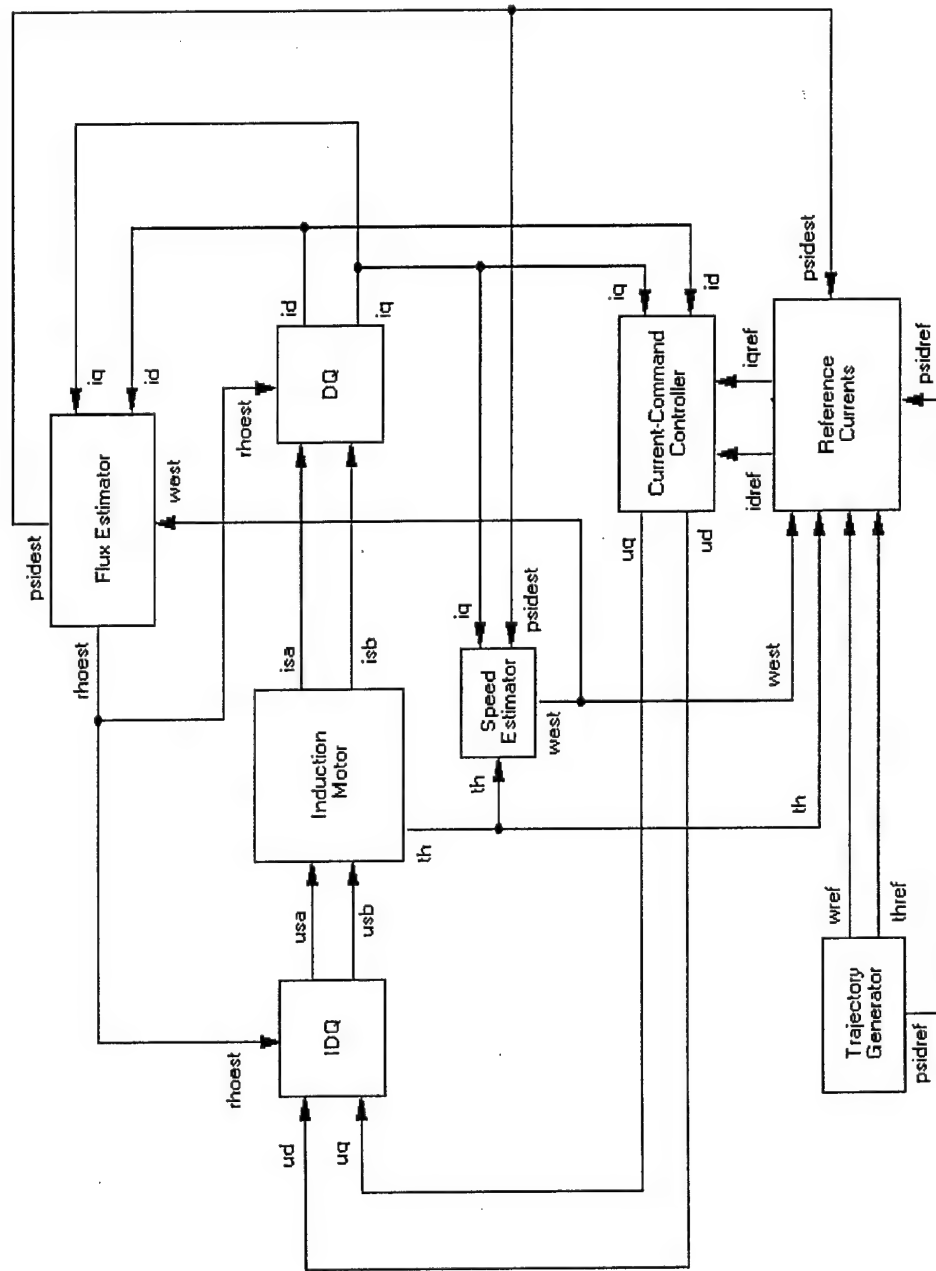 psidest
Flux Estimator
iq
id
west
rhoest
rhoest
DQ
id
iq
isa
isb
Induction
Motor
th
usa
usb
rhoest
IDQ
ud
uq
iq
psidest
Speed
Estimator
th
west
iq
id
Current-Command
Controller
uq
ud
idref
iqref
psidest
Reference
Currents
psidref
west
th
wref
thref
Trajectory
Generator
psidref